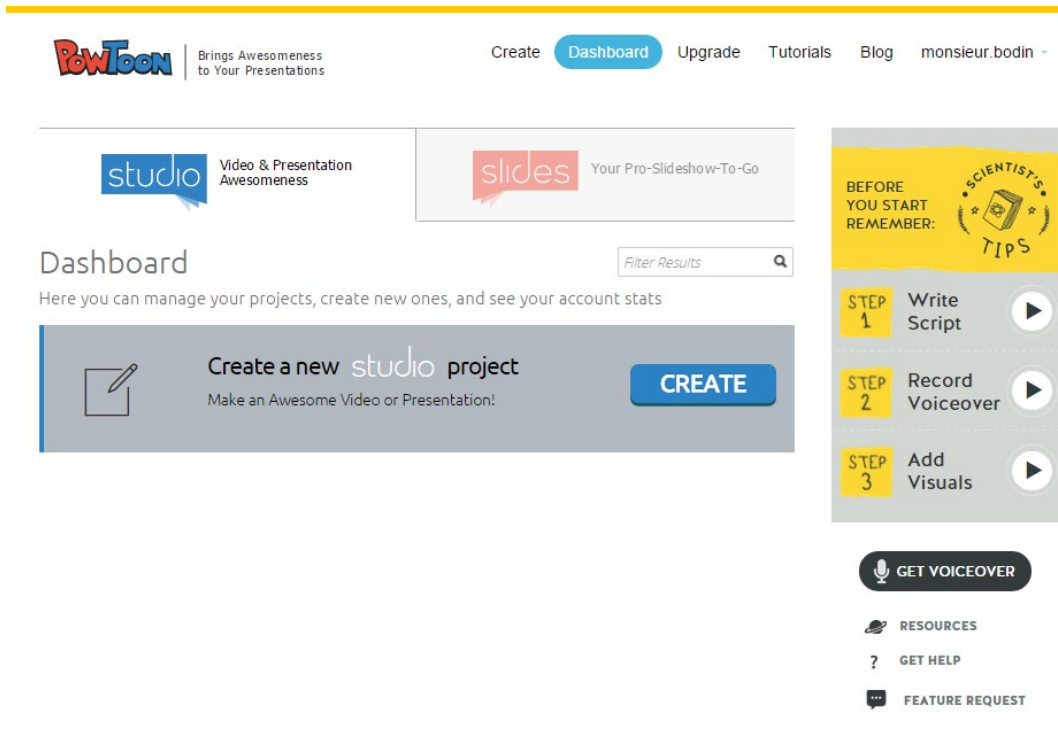 PowToon
Brings Awesomeness
to Your Presentations
Create Dashboard Upgrade Tutorials Blog monsieur.bodin
studio
Video & Presentation
Awesomeness
slides
Your Pro-Slideshow-To-Go
Dashboard
Filter Results
Here you can manage your projects, create new ones, and see your account stats
Create a new studio project
Make an Awesome Video or Presentation!
CREATE
BEFORE
YOU START
REMEMBER:
SCIENTIST'S
TIPS
STEP
1
Write
Script
STEP
2
Record
Voiceover
STEP
3
Add
Visuals
GET VOICEOVER
RESOURCES
? GET HELP
FEATURE REQUEST